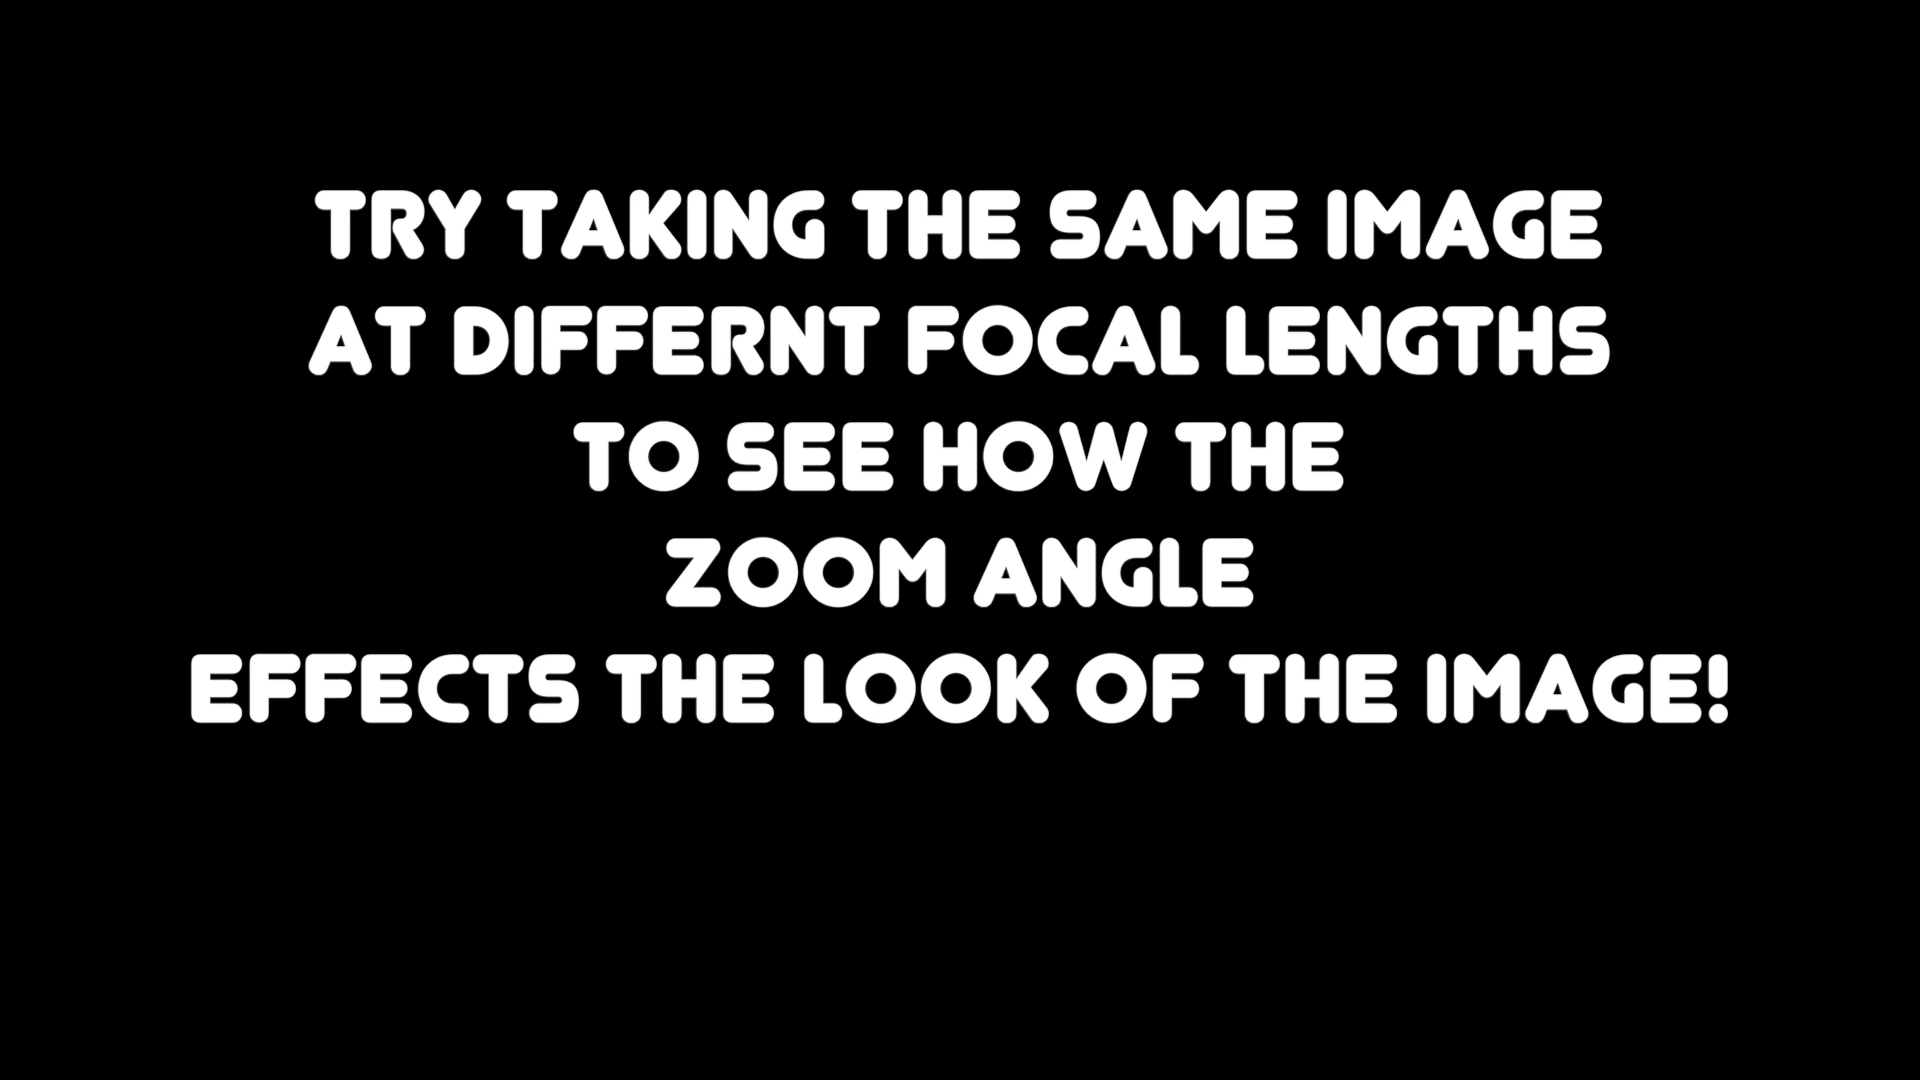 TRY TAKING THE SAME IMAGE
AT DIFFERNT FOCAL LENGTHS
TO SEE HOW THE
ZOOM ANGLE
EFFECTS THE LOOK OF THE IMAGE!